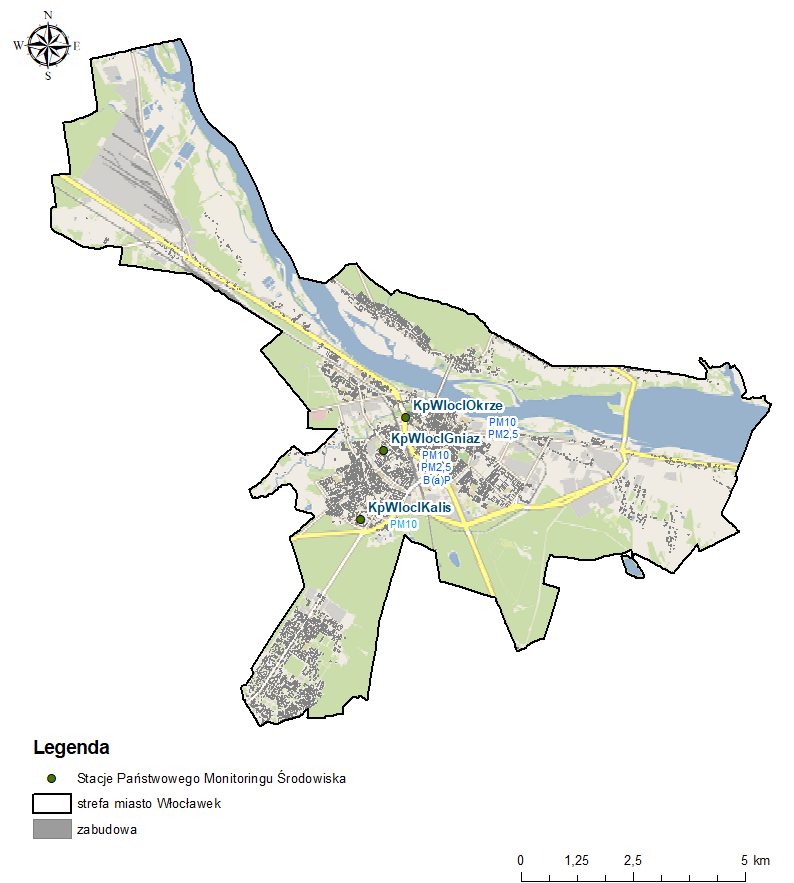 N
W E
S
KpWloclOkrze
PM10
PM2,5
KpWloclGniaz
PM10
PM2,5
B(a)P
KpWloclKalis
PM10
Legenda
Stacje Państwowego Monitoringu Środowiska
strefa miasto Włocławek
zabudowa
0 1,25 2,5 5 km